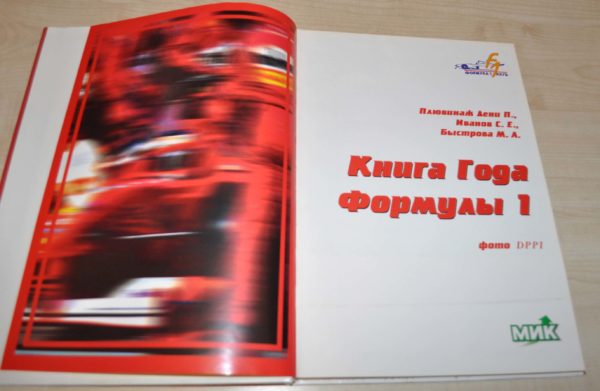 Плювинаж Дени П.,
Иванов С. Е.,
Быстрова М. А.
Книга Года
Формулы 1
фото DPPI
МИК